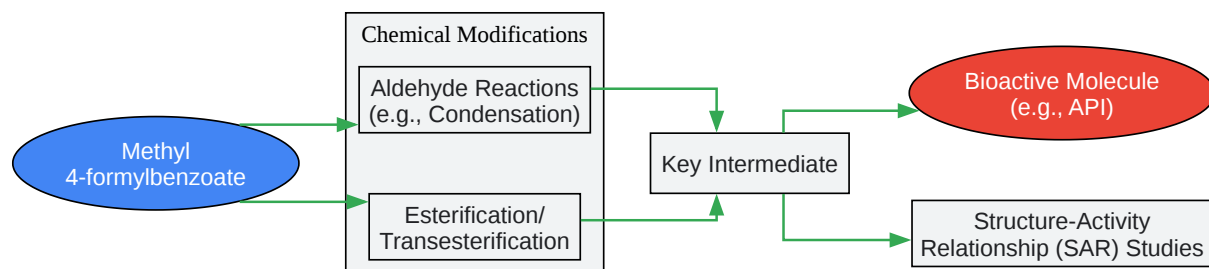 Methyl
4-formylbenzoate
Chemical Modifications
Aldehyde Reactions
(e.g., Condensation)
Esterification/
Transesterification
Key Intermediate
Bioactive Molecule
(e.g., API)
Structure-Activity
Relationship (SAR) Studies